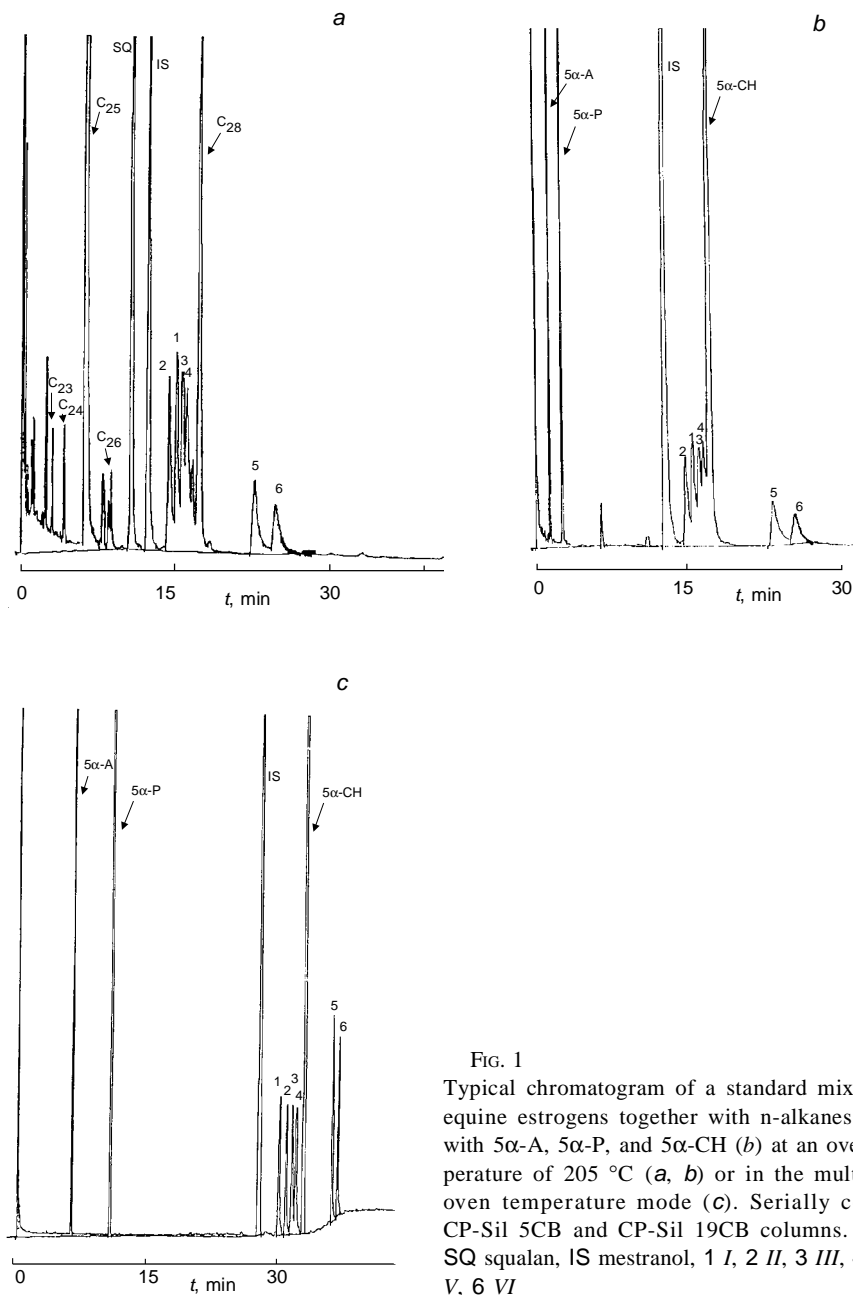 a
SQ
IS
C25
C28
1
2
3
4
C23
C24
C26
5
6
0 15 30
t, min
b
IS
5α-A
5α-CH
5α-P
4
2 1 3
5
6
0 15 30
t, min
c
5α-A
IS
5α-P
5α-CH
5
6
3
1 2 4
0 15 30
t, min
FIG. 1
Typical chromatogram of a standard mix
equine estrogens together with n-alkanes
with 5α-A, 5α-P, and 5α-CH (b) at an ove
perature of 205 °C (a, b) or in the mult
oven temperature mode (c). Serially c
CP-Sil 5CB and CP-Sil 19CB columns.
SQ squalan, IS mestranol, 1 I, 2 II, 3 III,
V, 6 VI